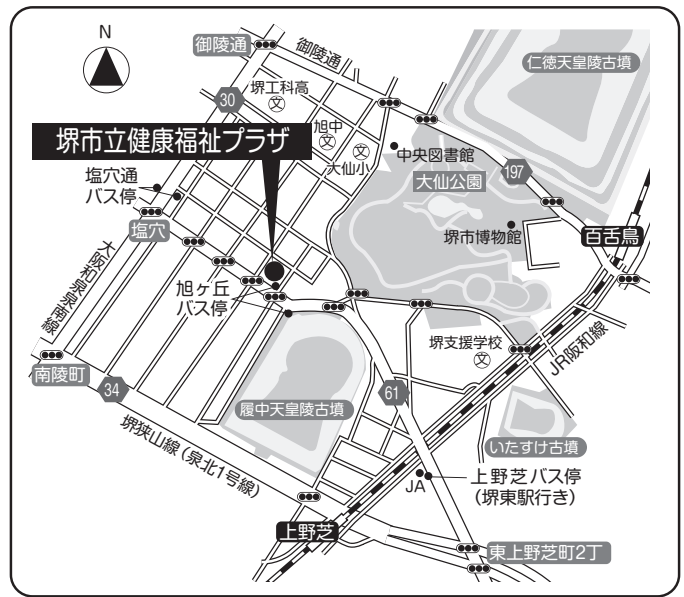 N
御陵通
御陵通
仁徳天皇陵古墳
堺工科高
文
30
旭中
文
文
大仙小
堺市立健康福祉プラザ
中央図書館
大仙公園
197
塩穴通
バス停
塩穴
堺市博物館
百舌鳥
大阪和泉泉南線
旭ヶ丘
バス停
堺支援学校
文
JR阪和線
南陵町
34
61
履中天皇陵古墳
いたすけ古墳
堺狭山線(泉北1号線)
JA
上野芝バス停
(堺東駅行き)
上野芝
東上野芝町2丁